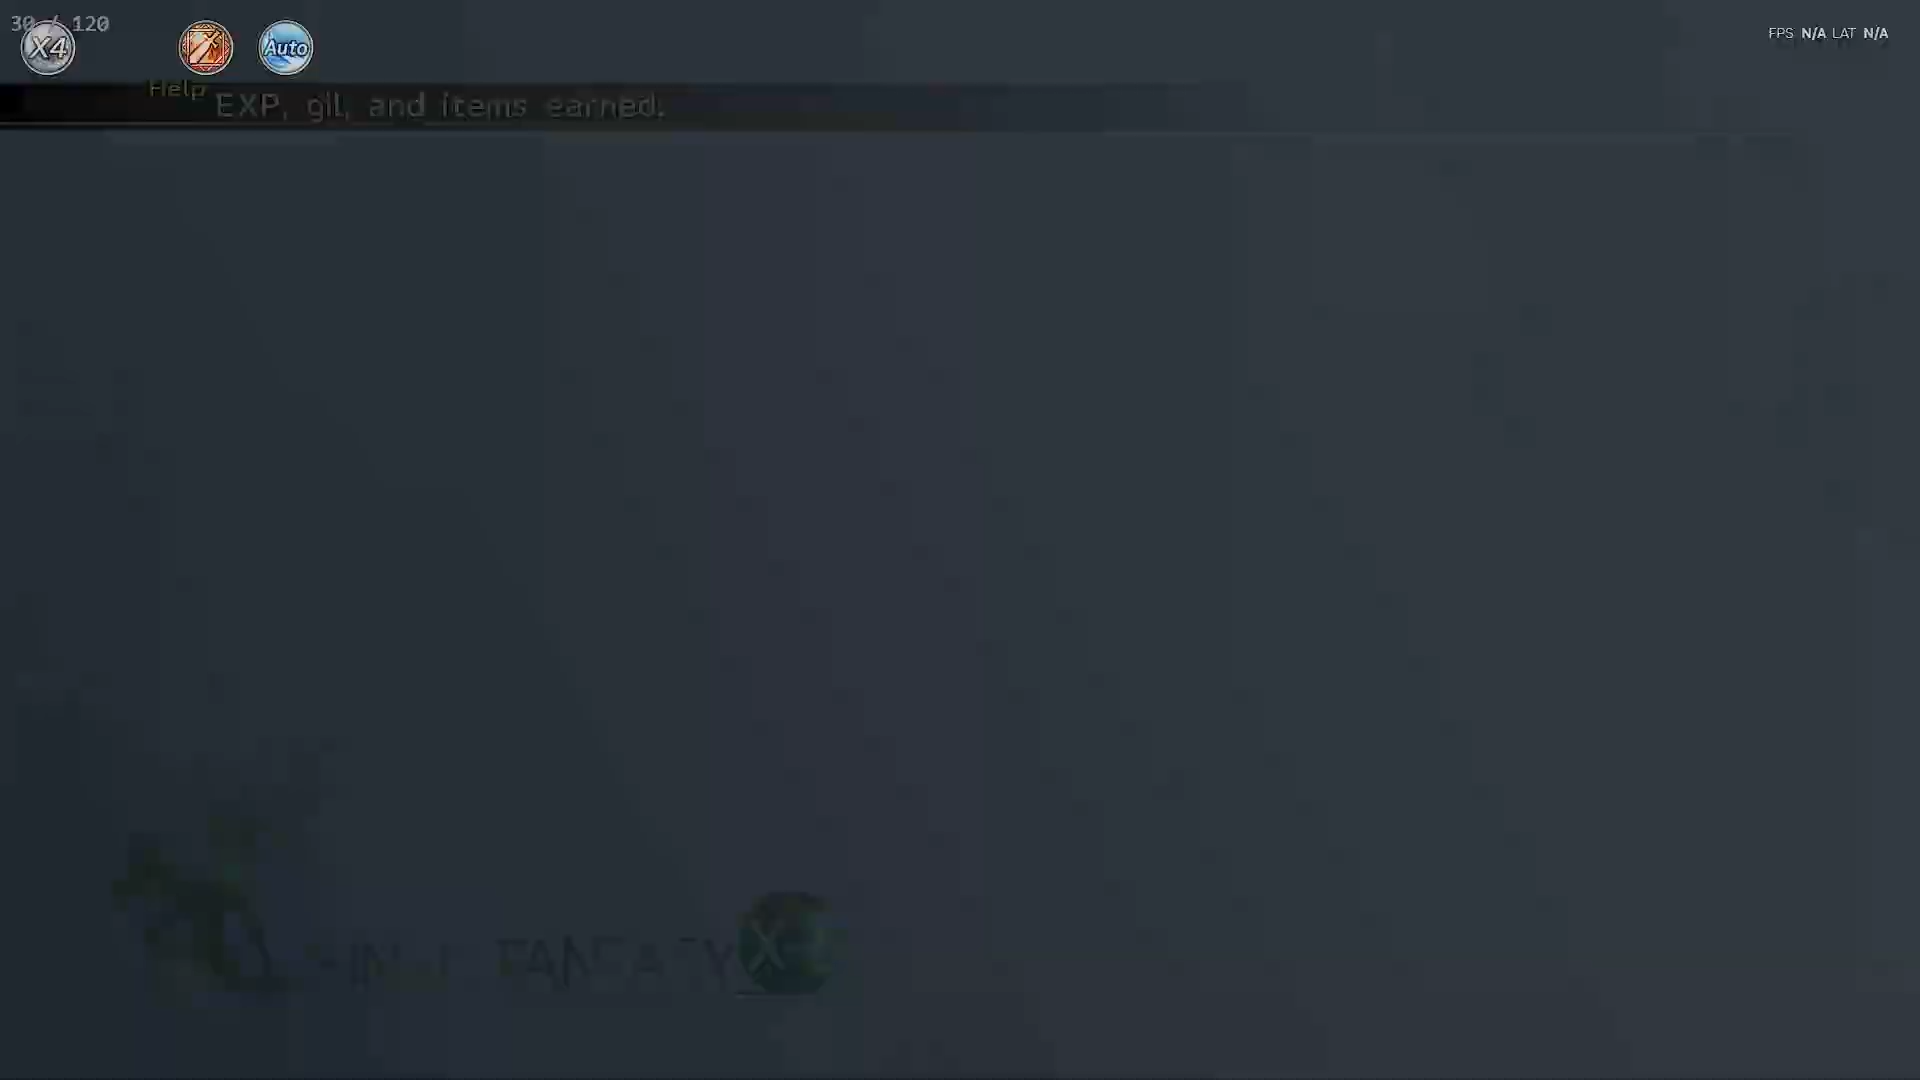 30 / 120
X4
Auto
FPS N/A LAT N/A
Help
EXP, gil, and items earned.
X